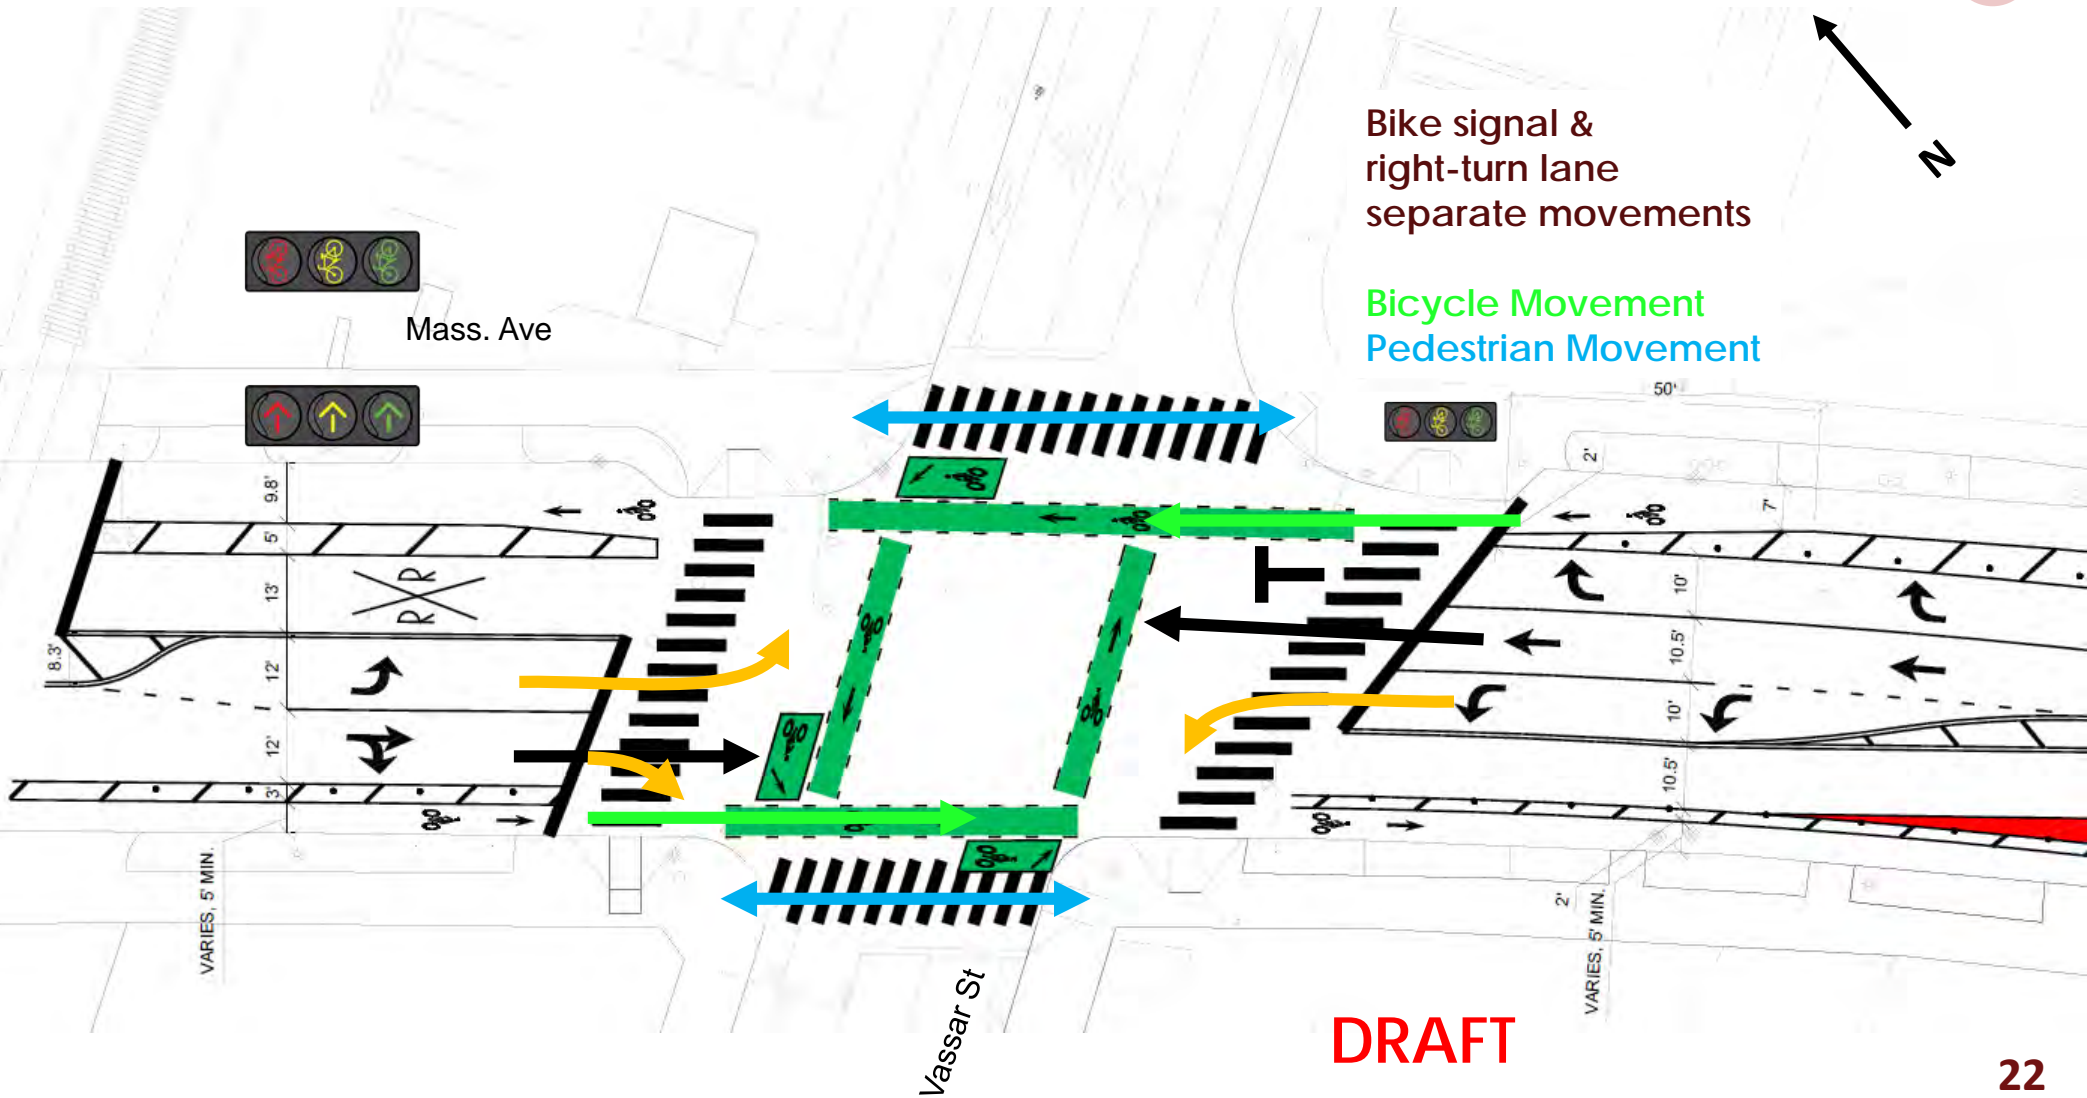 N
Bike signal &
right-turn lane
separate movements
Bicycle Movement
Pedestrian Movement
Mass. Ave
50'
2'
7'
9.8'
5'
13'
R R
8.3'
12'
12'
3'
10'
10.5'
10'
10.5'
VARIES, 5' MIN.
2'
VARIES, 5' MIN.
Vassar St
DRAFT
22